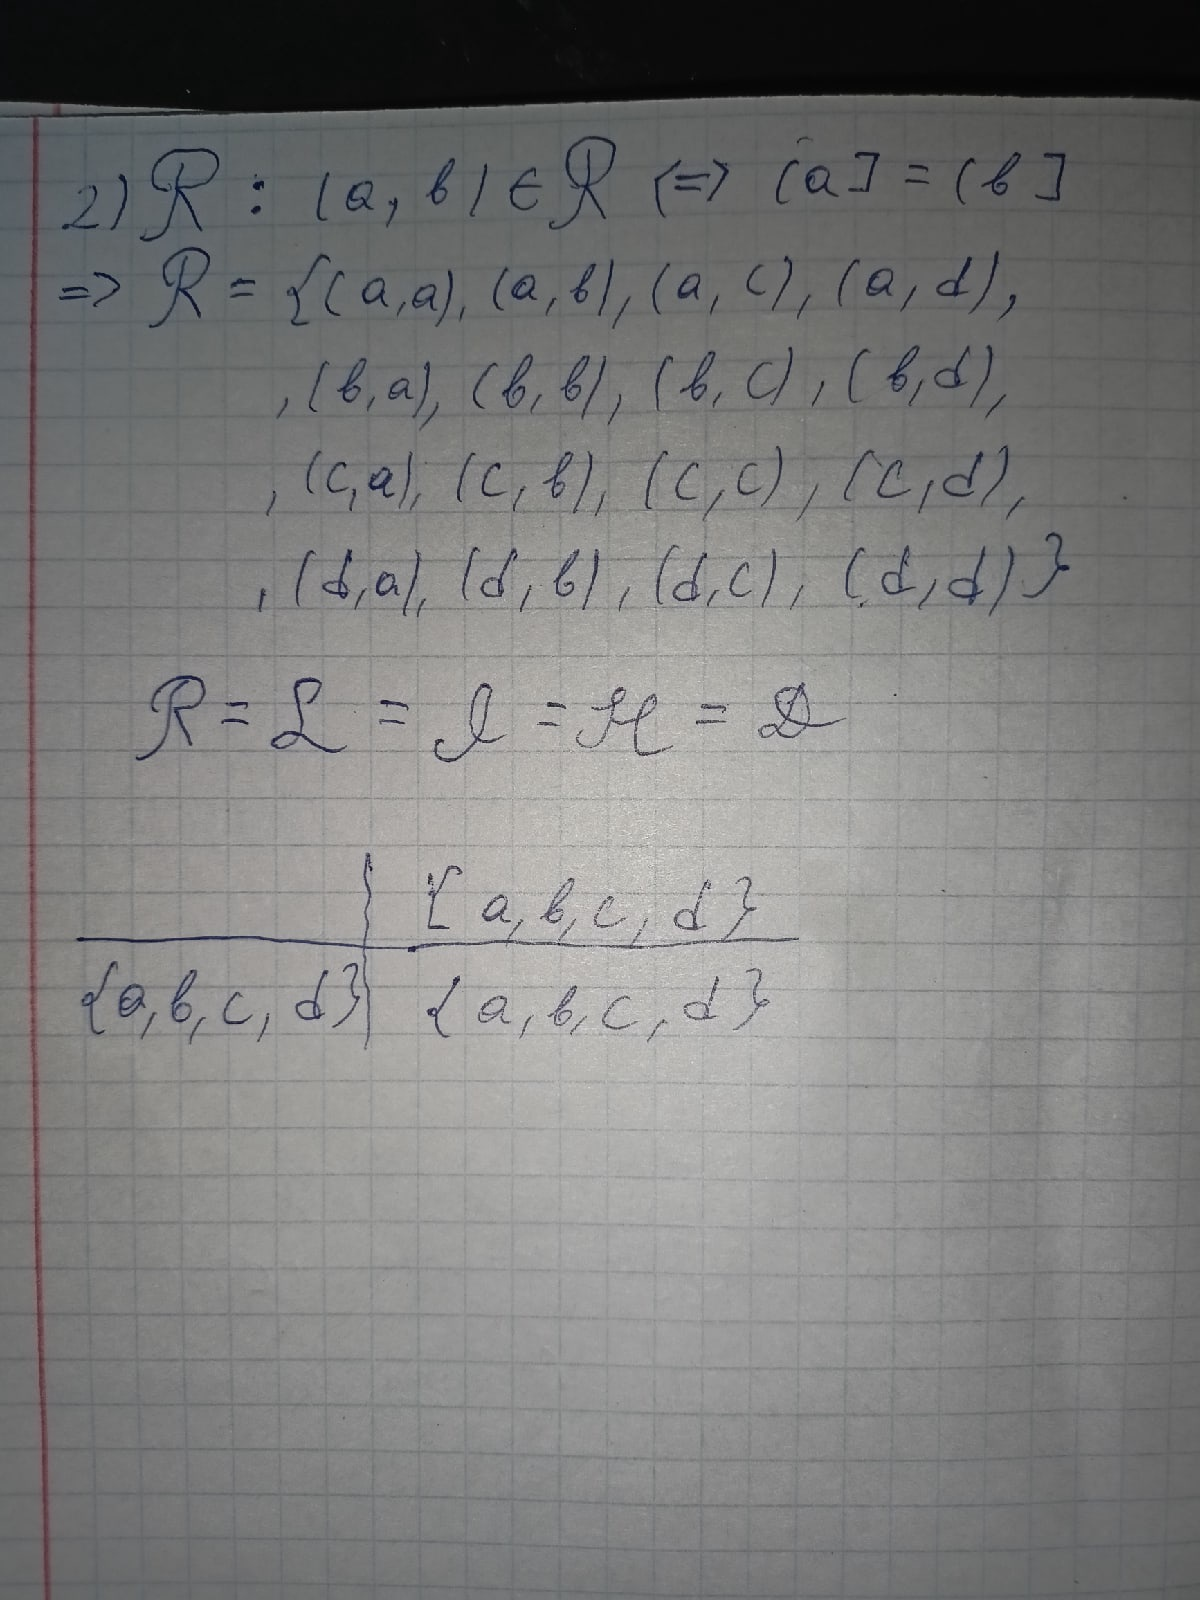 2) R : (a, b) ∈ R <=> (a] = (b]
=> R = {(a,a), (a,b), (a,c), (a,d),
,(b,a), (b,b), (b,c), (b,d),
,(c,a), (c,b), (c,c), (c,d),
,(d,a), (d,b), (d,c), (d,d)}
R = L = I = H = D
{a,b,c,d}
{a,b,c,d} {a,b,c,d}